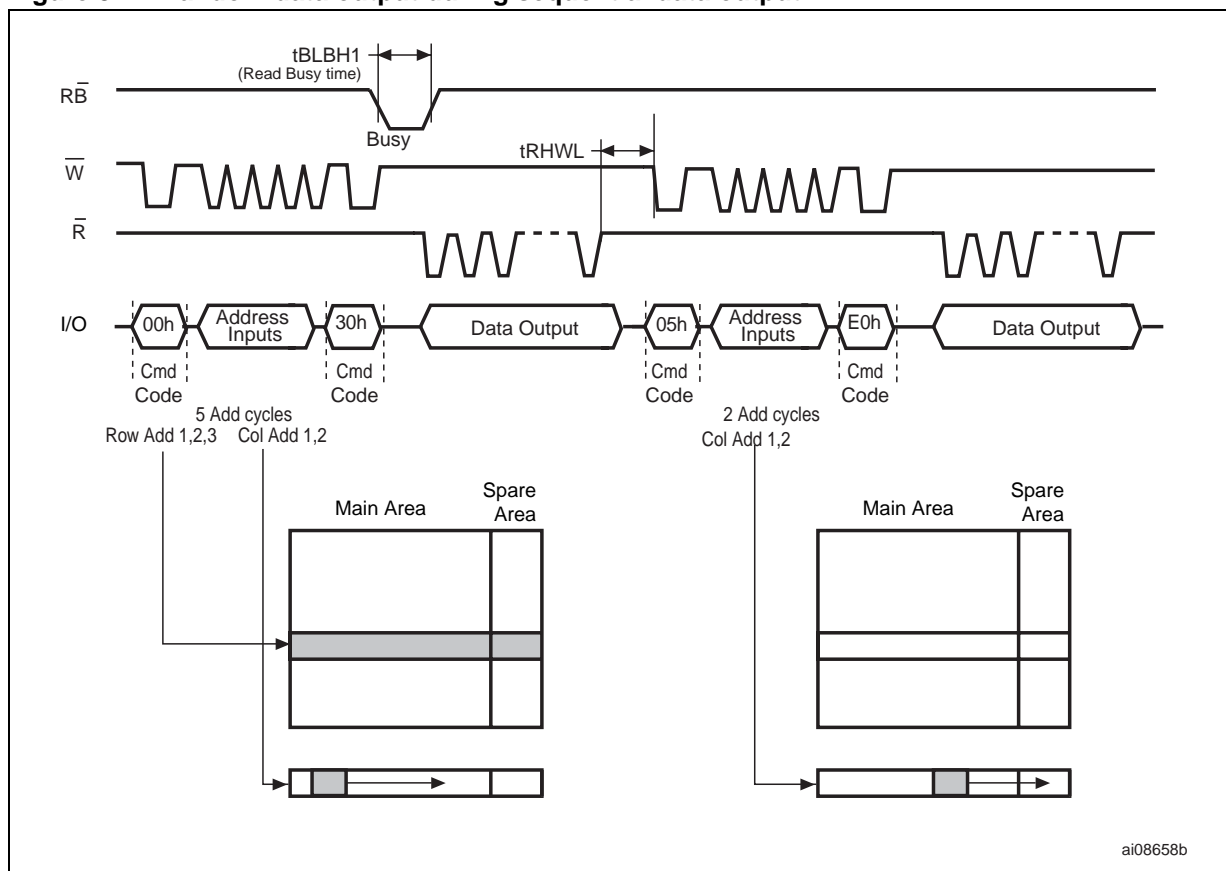 tBLBH1
(Read Busy time)
RB
Busy
tRHWL
W
R
I/O
00h
Address
Inputs
30h
Data Output
05h
Address
Inputs
E0h
Data Output
Cmd
Code
Cmd
Code
Cmd
Code
Cmd
Code
5 Add cycles
Row Add 1,2,3 Col Add 1,2
2 Add cycles
Col Add 1,2
Main Area
Spare
Area
Main Area
Spare
Area
ai08658b